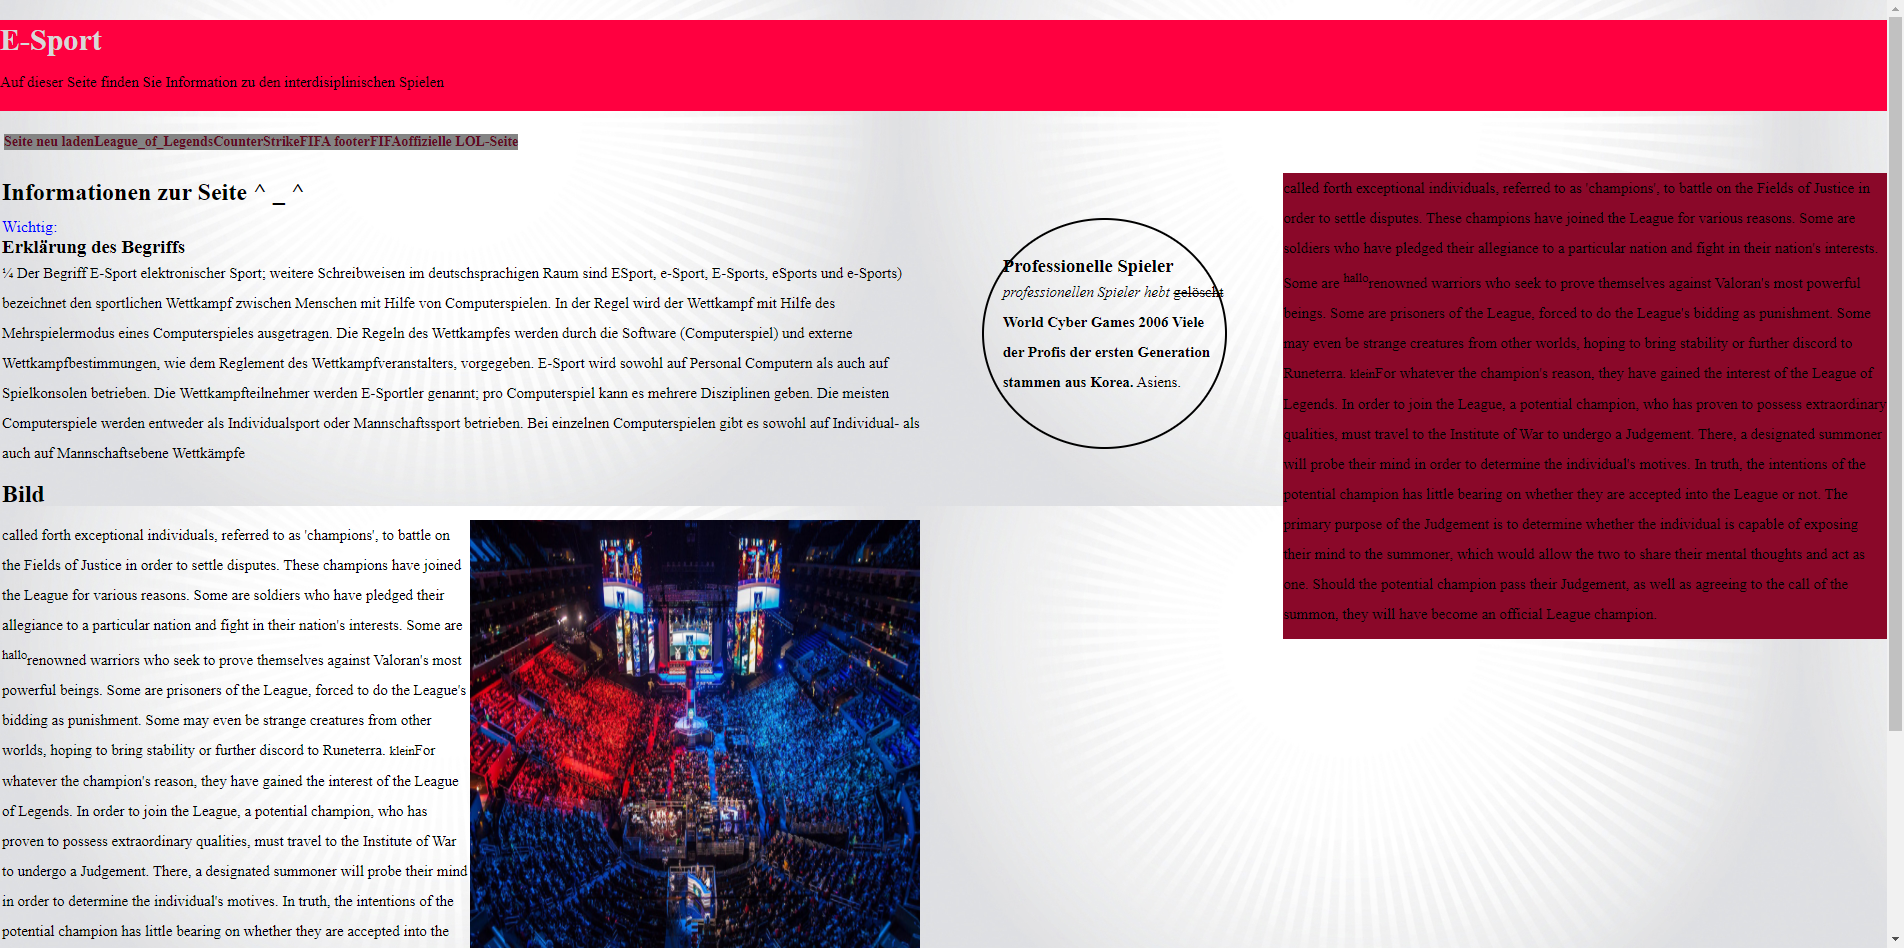 E-Sport
Auf dieser Seite finden Sie Information zu den interdisiplinischen Spielen
Seite neu ladenLeague_of_LegendsCounterStrikeFIFA footerFIFAoffizielle LOL-Seite
Informationen zur Seite ^ _ ^
Wichtig:
Erklärung des Begriffs
¼ Der Begriff E-Sport elektronischer Sport; weitere Schreibweisen im deutschsprachigen Raum sind ESport, e-Sport, E-Sports, eSports und e-Sports)
bezeichnet den sportlichen Wettkampf zwischen Menschen mit Hilfe von Computerspielen. In der Regel wird der Wettkampf mit Hilfe des
Mehrspielermodus eines Computerspieles ausgetragen. Die Regeln des Wettkampfes werden durch die Software (Computerspiel) und externe
Wettkampfbestimmungen, wie dem Reglement des Wettkampfveranstalters, vorgegeben. E-Sport wird sowohl auf Personal Computern als auch auf
Spielkonsolen betrieben. Die Wettkampfteilnehmer werden E-Sportler genannt; pro Computerspiel kann es mehrere Disziplinen geben. Die meisten
Computerspiele werden entweder als Individualsport oder Mannschaftssport betrieben. Bei einzelnen Computerspielen gibt es sowohl auf Individual- als
auch auf Mannschaftsebene Wettkämpfe
Bild
called forth exceptional individuals, referred to as 'champions', to battle on
the Fields of Justice in order to settle disputes. These champions have joined
the League for various reasons. Some are soldiers who have pledged their
allegiance to a particular nation and fight in their nation's interests. Some are
hallorenowned warriors who seek to prove themselves against Valoran's most
powerful beings. Some are prisoners of the League, forced to do the League's
bidding as punishment. Some may even be strange creatures from other
worlds, hoping to bring stability or further discord to Runeterra. kleinFor
whatever the champion's reason, they have gained the interest of the League
of Legends. In order to join the League, a potential champion, who has
proven to possess extraordinary qualities, must travel to the Institute of War
to undergo a Judgement. There, a designated summoner will probe their mind
in order to determine the individual's motives. In truth, the intentions of the
potential champion has little bearing on whether they are accepted into the
Professionelle Spieler
professionellen Spieler hebt gelöscht
World Cyber Games 2006 Viele
der Profis der ersten Generation
stammen aus Korea. Asiens.
called forth exceptional individuals, referred to as 'champions', to battle on the Fields of Justice in
order to settle disputes. These champions have joined the League for various reasons. Some are
soldiers who have pledged their allegiance to a particular nation and fight in their nation's interests.
Some are hallorenowned warriors who seek to prove themselves against Valoran's most powerful
beings. Some are prisoners of the League, forced to do the League's bidding as punishment. Some
may even be strange creatures from other worlds, hoping to bring stability or further discord to
Runeterra. kleinFor whatever the champion's reason, they have gained the interest of the League of
Legends. In order to join the League, a potential champion, who has proven to possess extraordinary
qualities, must travel to the Institute of War to undergo a Judgement. There, a designated summoner
will probe their mind in order to determine the individual's motives. In truth, the intentions of the
potential champion has little bearing on whether they are accepted into the League or not. The
primary purpose of the Judgement is to determine whether the individual is capable of exposing
their mind to the summoner, which would allow the two to share their mental thoughts and act as
one. Should the potential champion pass their Judgement, as well as agreeing to the call of the
summon, they will have become an official League champion.